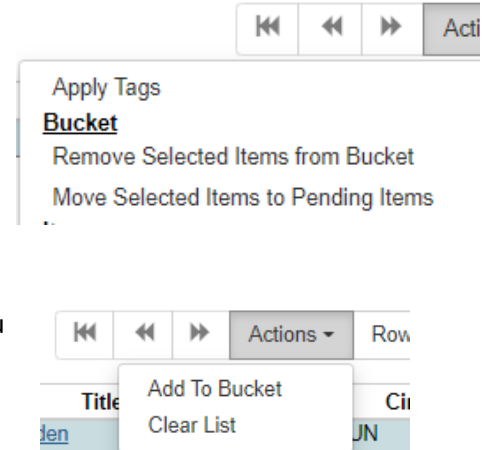 Acti
Apply Tags
Bucket
Remove Selected Items from Bucket
Move Selected Items to Pending Items
Actions
Row
Add To Bucket
Title
Clear List
den
UN